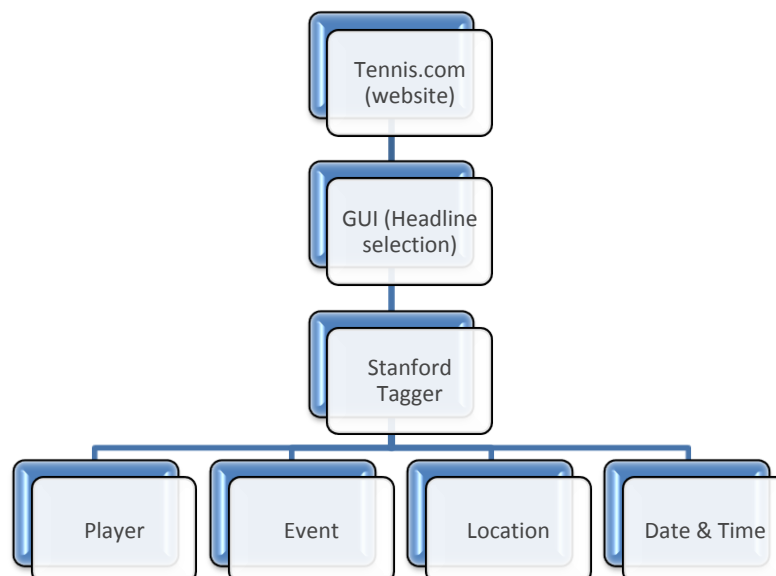 Tennis.com
(website)
GUI (Headline
selection)
Stanford
Tagger
Player
Event
Location
Date & Time